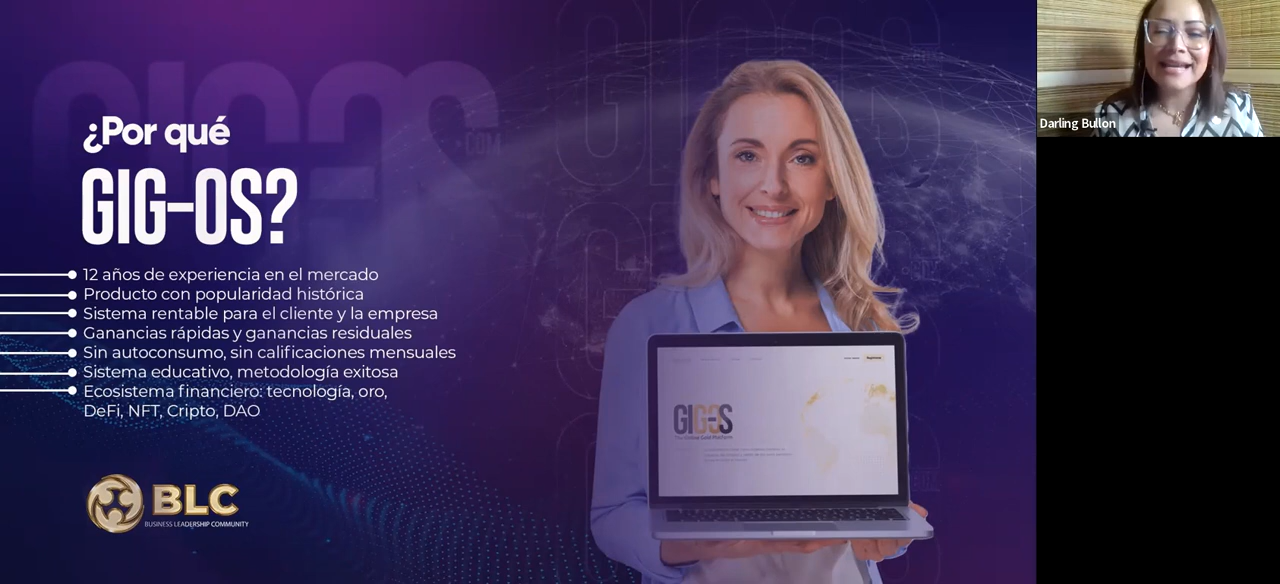 ¿Por qué
GIG-OS?
12 años de experiencia en el mercado
Producto con popularidad histórica
Sistema rentable para el cliente y la empresa
Ganancias rápidas y ganancias residuales
Sin autoconsumo, sin calificaciones mensuales
Sistema educativo, metodología exitosa
Ecosistema financiero: tecnología, oro,
DeFi, NFT, Cripto, DAO
BLC
BUSINESS LEADERSHIP COMMUNITY
GIG-OS
Darling Bullon